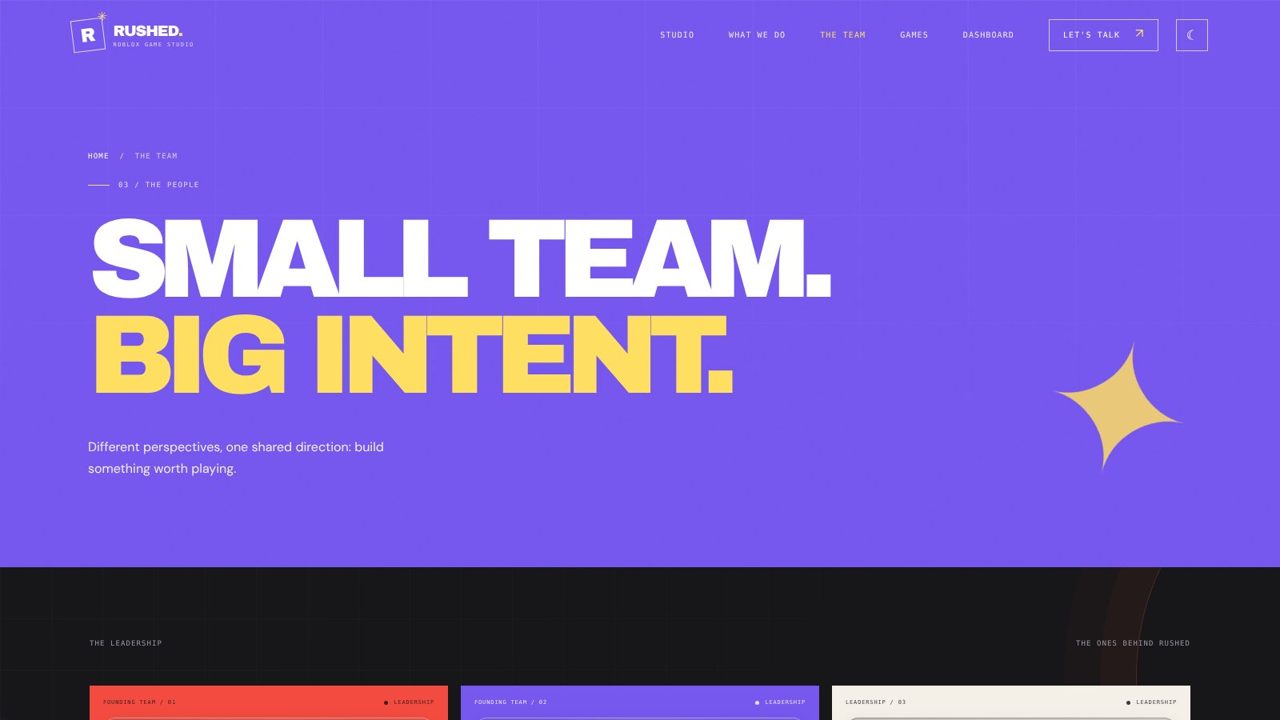 R
RUSHED.
ROBLOX GAME STUDIO
STUDIO
WHAT WE DO
THE TEAM
GAMES
DASHBOARD
LET'S TALK
HOME / THE TEAM
03 / THE PEOPLE
SMALL TEAM.
BIG INTENT.
Different perspectives, one shared direction: build
something worth playing.
THE LEADERSHIP
THE ONES BEHIND RUSHED
FOUNDING TEAM / 01
LEADERSHIP
FOUNDING TEAM / 02
LEADERSHIP
LEADERSHIP / 03
LEADERSHIP